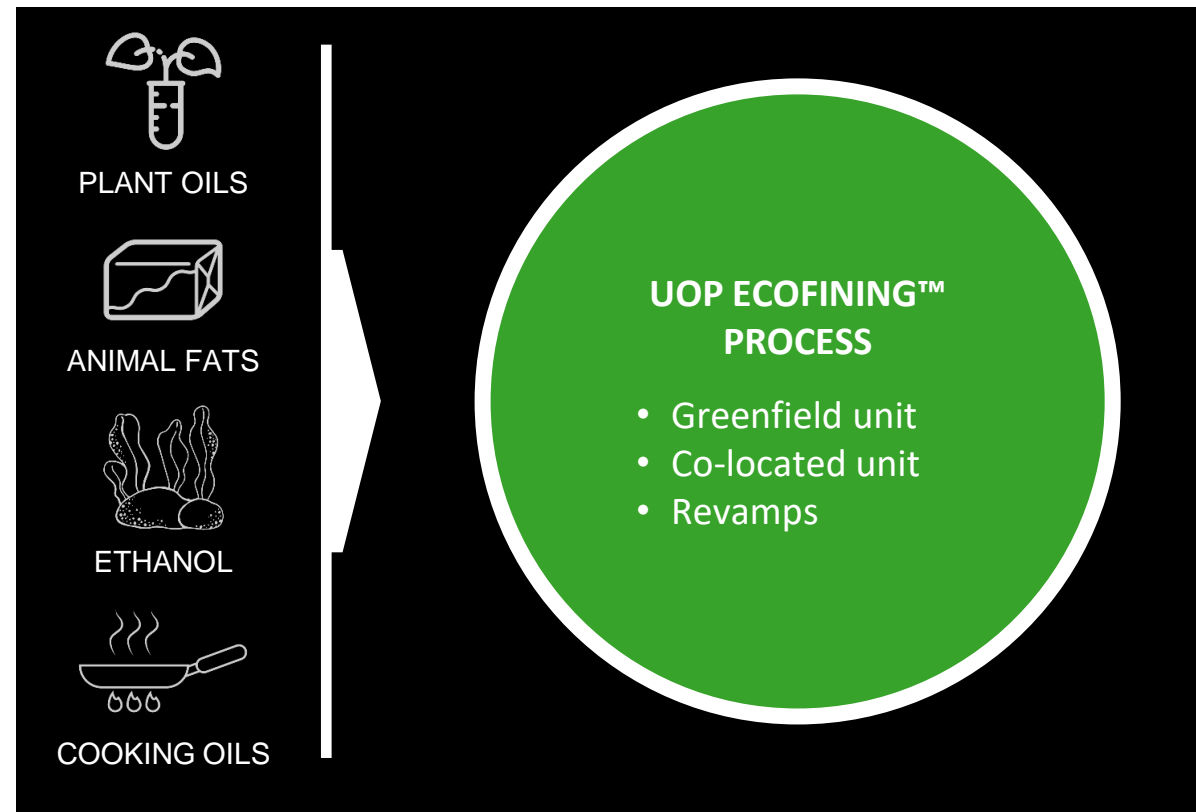 PLANT OILS
ANIMAL FATS
ETHANOL
COOKING OILS
UOP ECOFINING™
PROCESS
• Greenfield unit
• Co-located unit
• Revamps